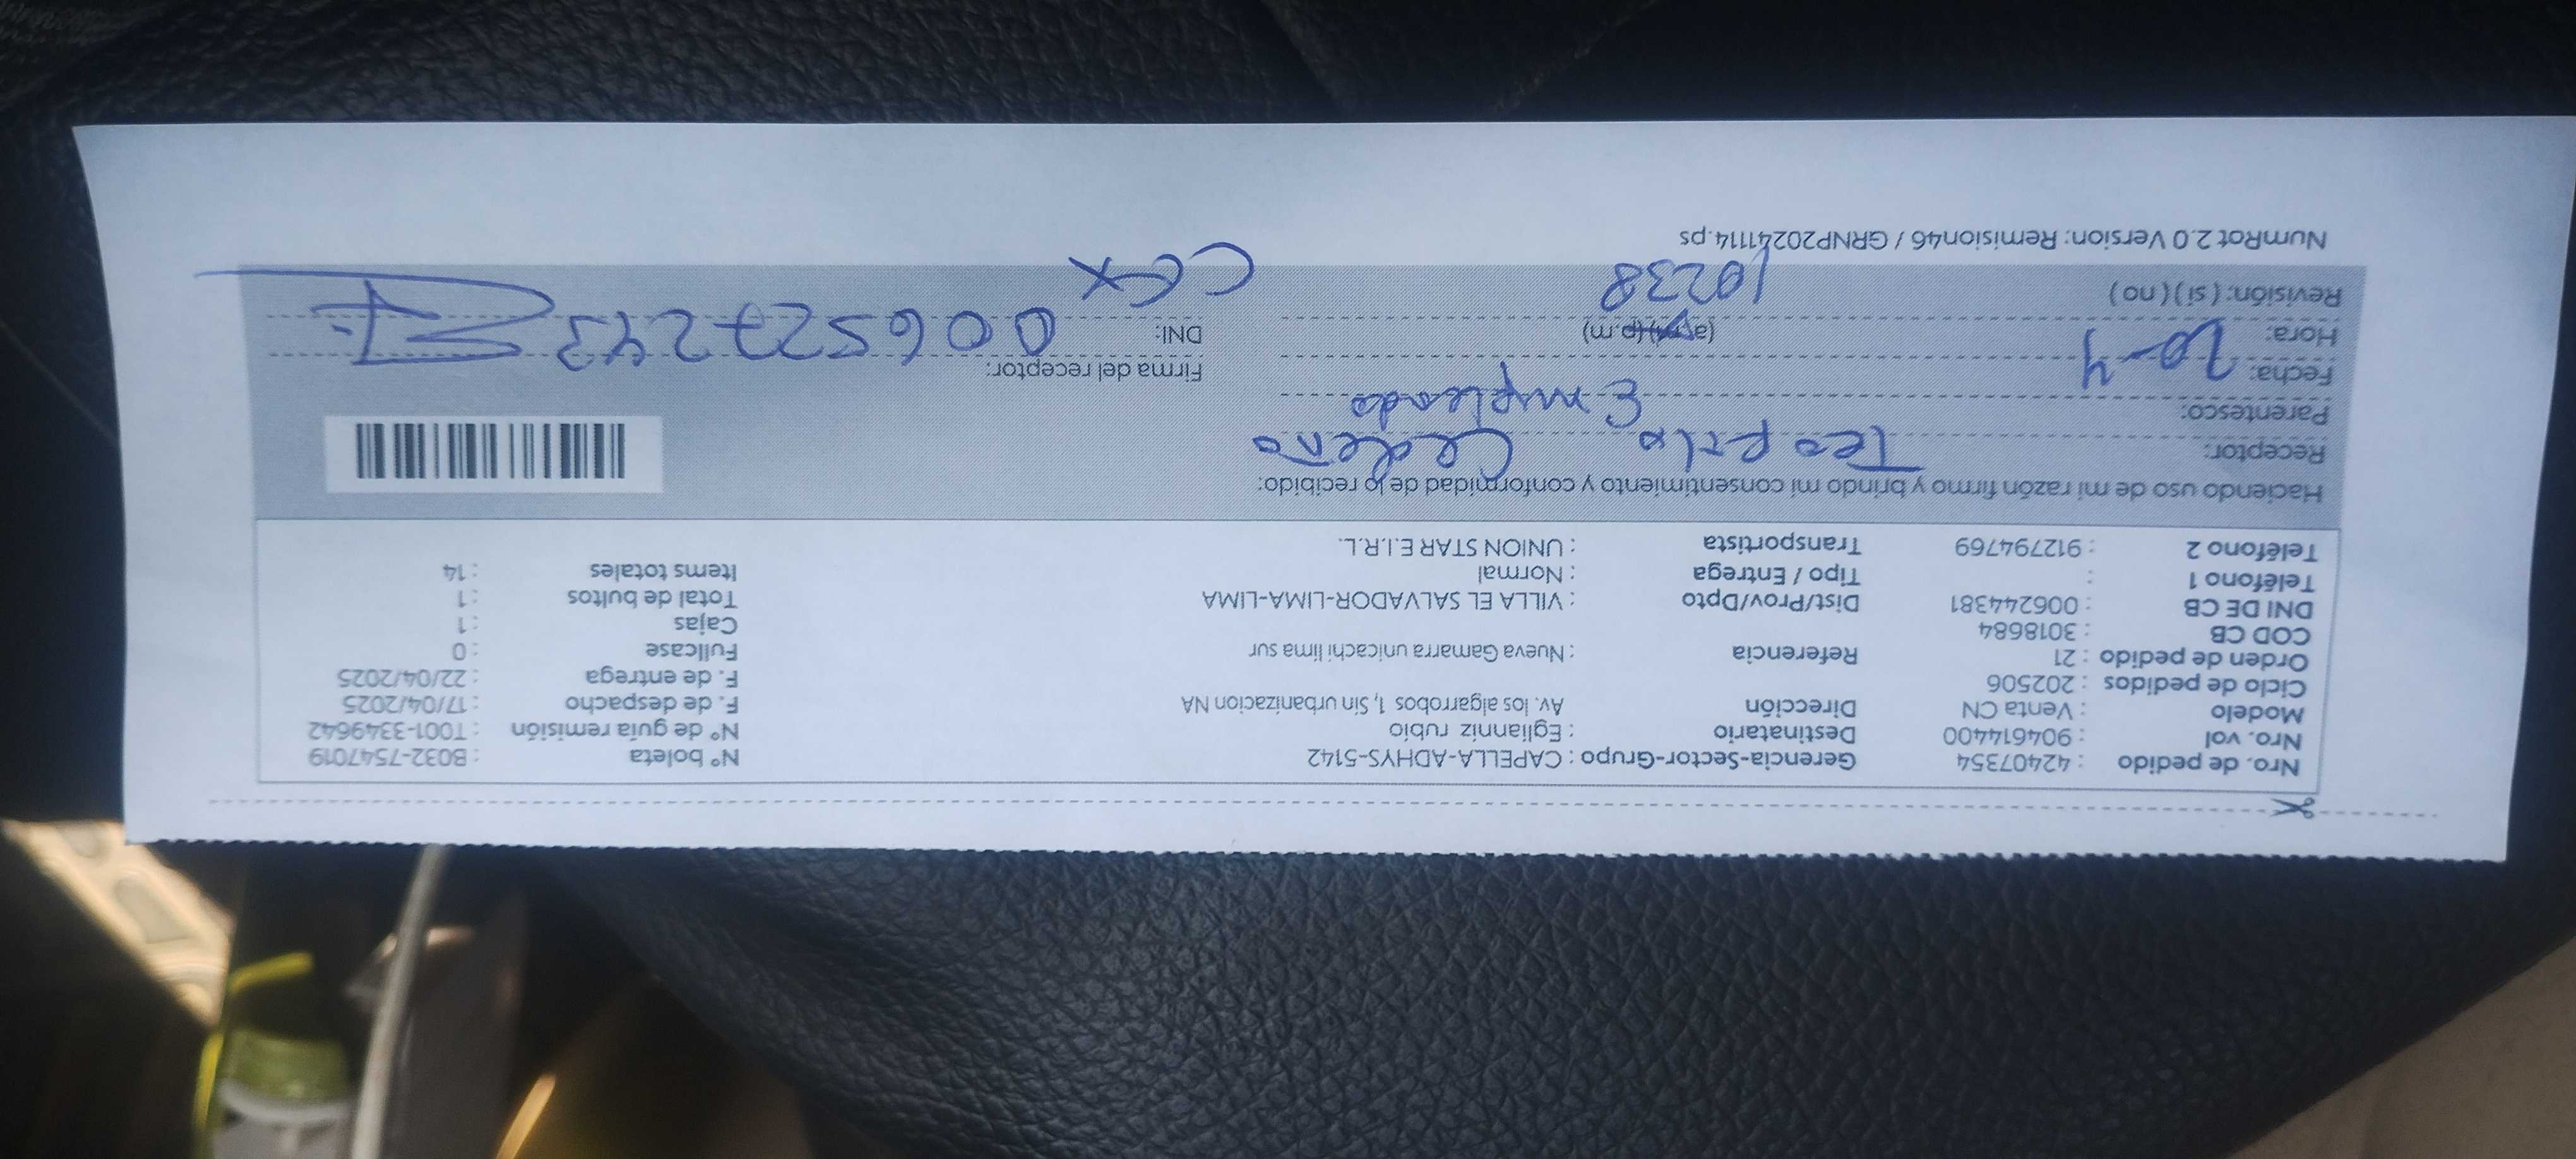 Nro. de pedido : 42407354 Gerencia-Sector-Grupo : CAPELLA-ADHYS-5142 N° boleta : B032-7547019
Nro. vol : 904614400 Destinatario : Eglianniz rubio N° de guía remisión : T001-3349642
Modelo : Venta CN Dirección Av. los algarrobos 1, Sin urbanizacion NA F. de despacho : 17/04/2025
Ciclo de pedidos : 202506 F. de entrega : 22/04/2025
Orden de pedido : 21 Referencia : Nueva Gamarra unicachi lima sur Fullcase : 0
COD CB : 3018684 Cajas : 1
DNI DE CB : 006244381 Dist/Prov/Dpto : VILLA EL SALVADOR-LIMA-LIMA Total de bultos : 1
Teléfono 1 : Tipo / Entrega : Normal Items totales : 14
Teléfono 2 : 912794769 Transportista : UNION STAR E.I.R.L.
Haciendo uso de mi razón firmo y brindo mi consentimiento y conformidad de lo recibido:
Receptor: Cedeño
Parentesco: Empleado
Fecha: 20-4 Firma del receptor:
Hora: (a.m) (p.m) DNI: 006527243
Revisión: ( si ) ( no ) 10238 CEX
NumRot 2.0 Version: Remision46 / GRNP20241114.ps